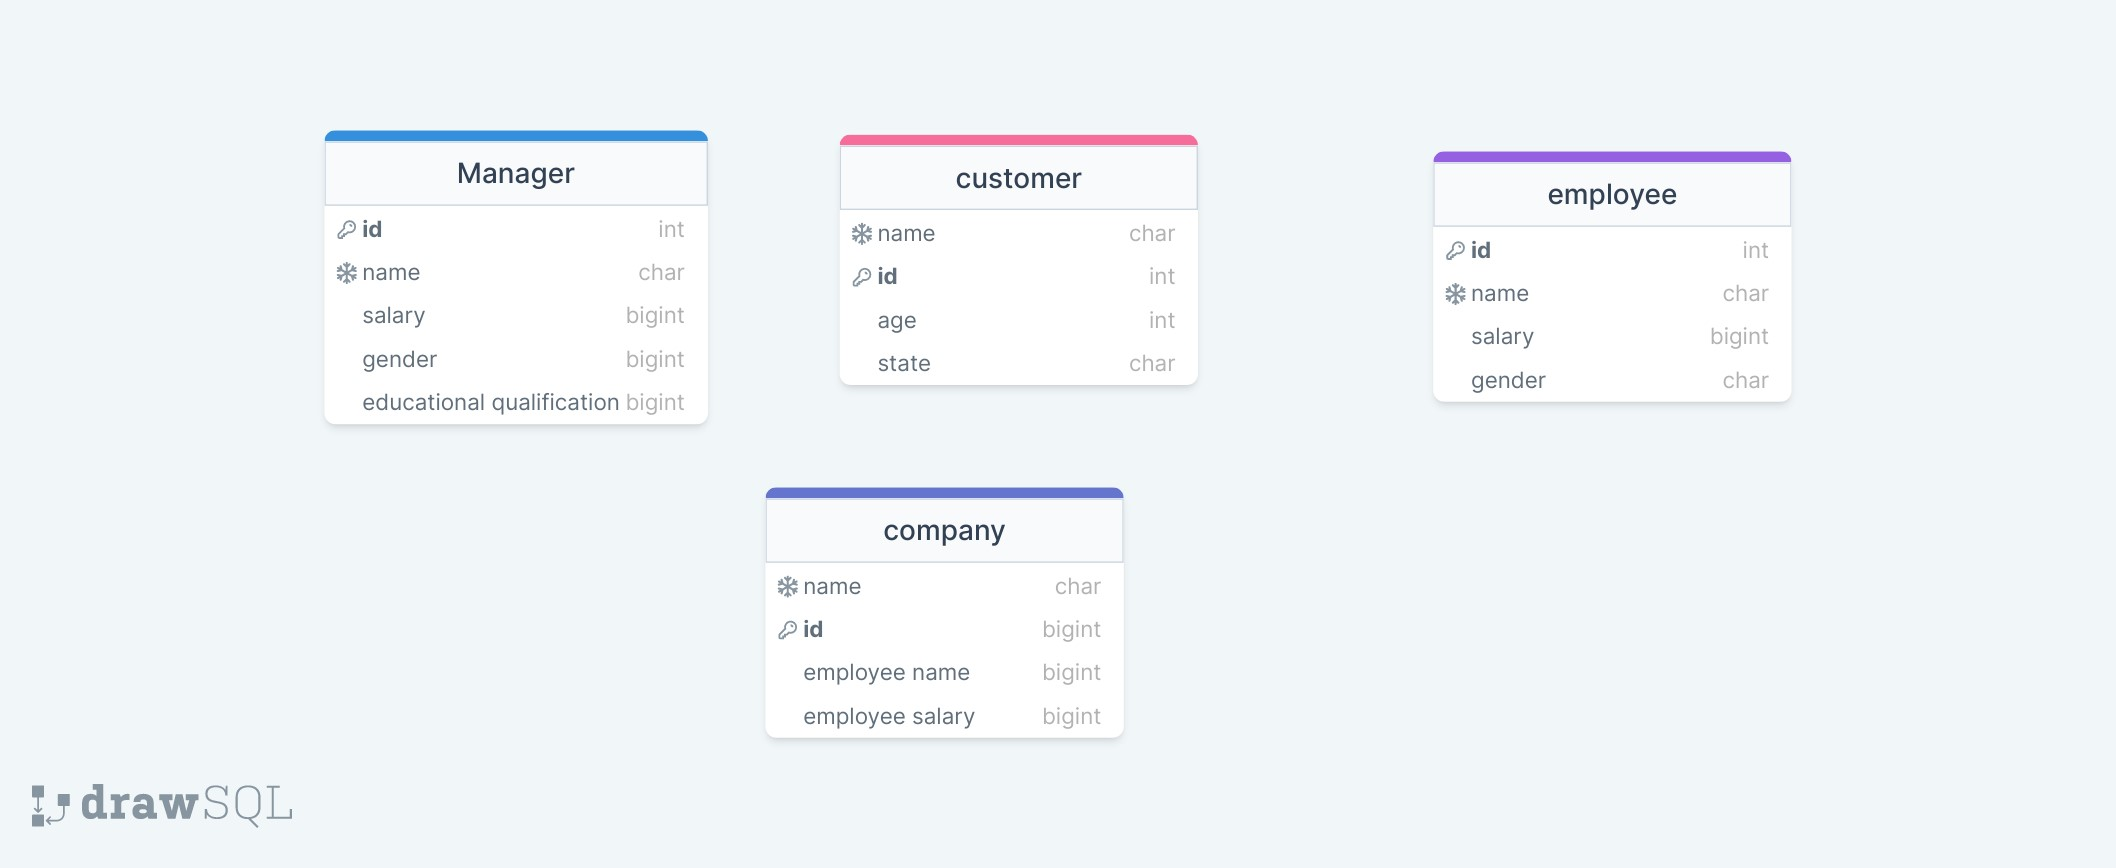 Manager
id int
name char
salary bigint
gender bigint
educational qualification bigint
customer
name char
id int
age int
state char
employee
id int
name char
salary bigint
gender char
company
name char
id bigint
employee name bigint
employee salary bigint
drawSQL